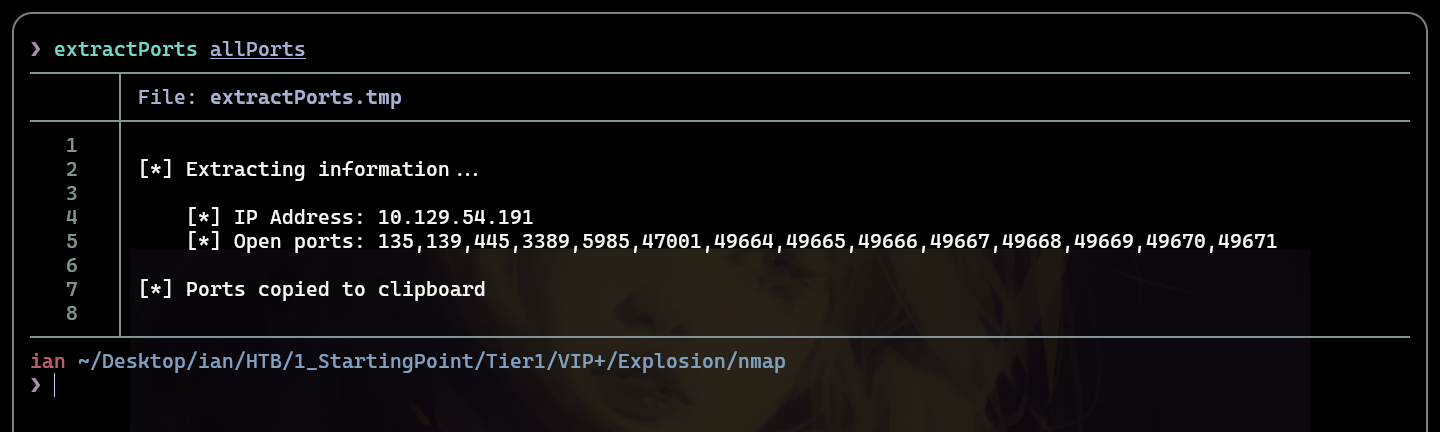 ❯ extractPorts allPorts
File: extractPorts.tmp
1
2 [*] Extracting information...
3
4 [*] IP Address: 10.129.54.191
5 [*] Open ports: 135,139,445,3389,5985,47001,49664,49665,49666,49667,49668,49669,49670,49671
6
7 [*] Ports copied to clipboard
8
ian ~/Desktop/ian/HTB/1_StartingPoint/Tier1/VIP+/Explosion/nmap
❯